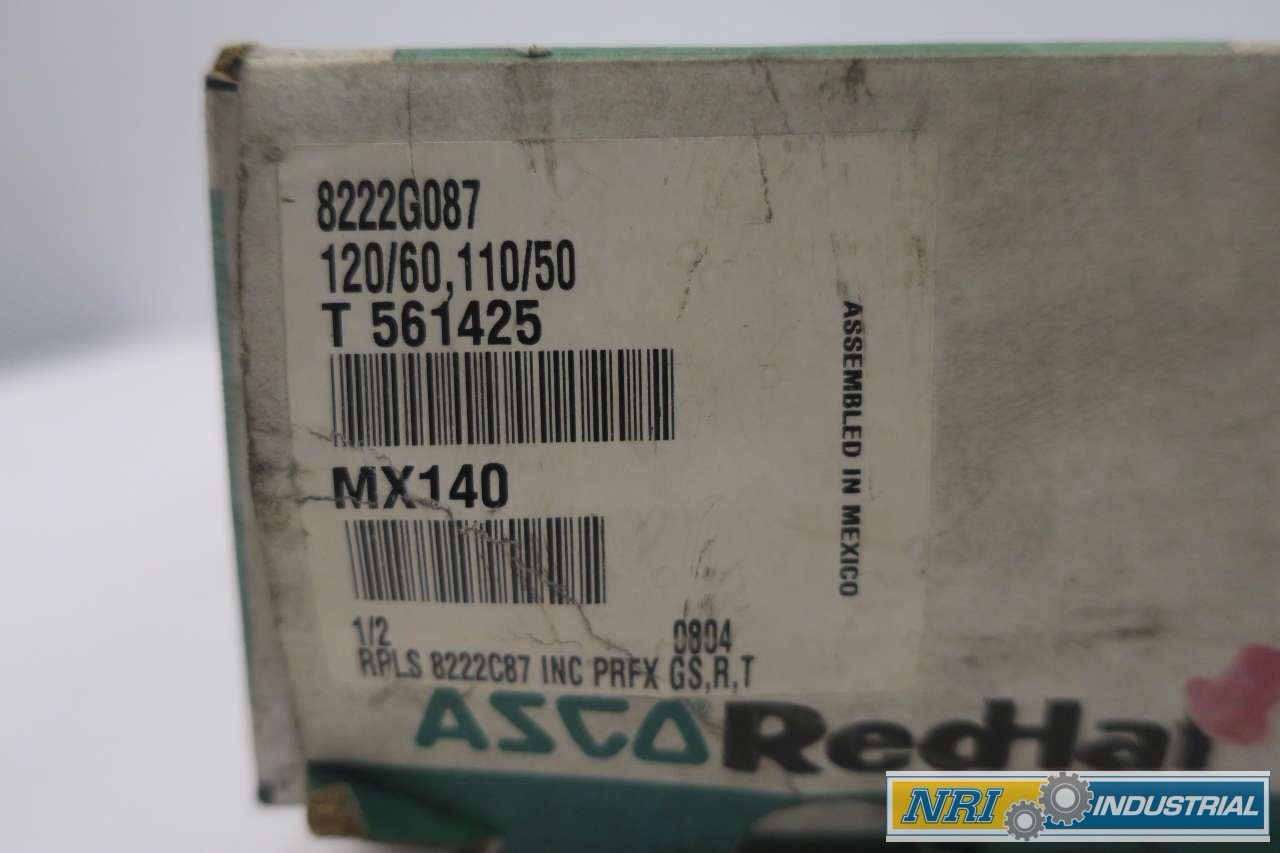 8222G087
120/60,110/50
T 561425
MX140
1/2 0804
RPLS 8222C87 INC PRFX GS,R,T
ASSEMBLED IN MEXICO
ASCO® RedHat
NRI INDUSTRIAL